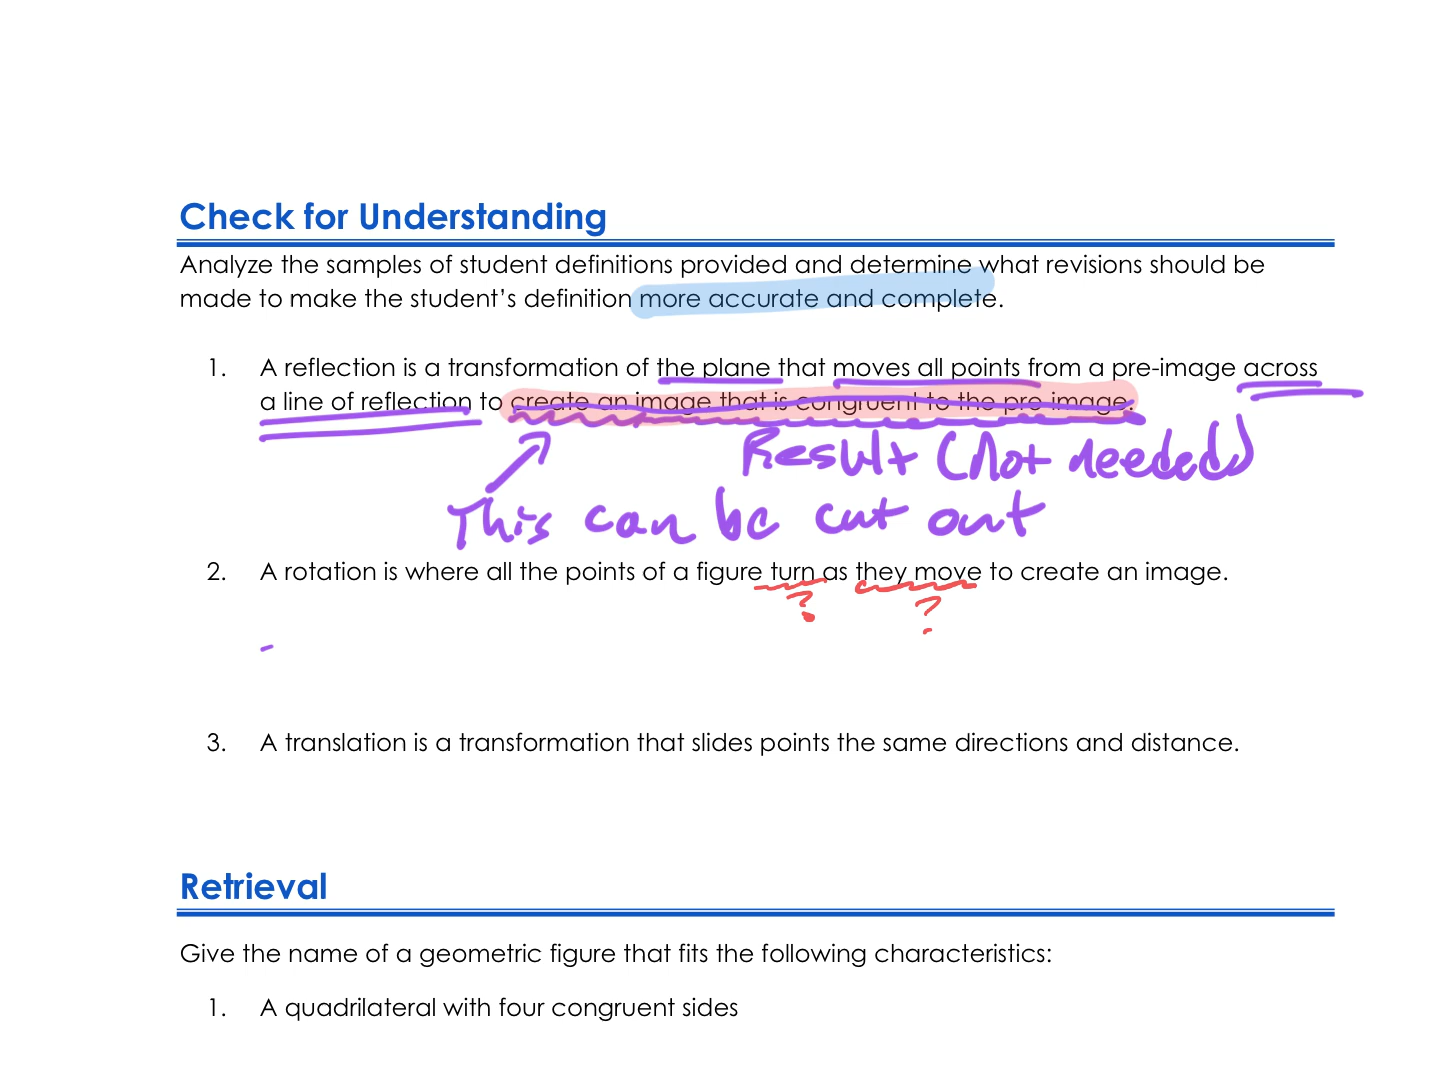 Check for Understanding
Analyze the samples of student definitions provided and determine what revisions should be
made to make the student's definition more accurate and complete.
1. A reflection is a transformation of the plane that moves all points from a pre-image across
a line of reflection to create an image that is congruent to the pre-image.
Result (Not needed)
This can be cut out
2. A rotation is where all the points of a figure turn as they move to create an image.
? ?
3. A translation is a transformation that slides points the same directions and distance.
Retrieval
Give the name of a geometric figure that fits the following characteristics:
1. A quadrilateral with four congruent sides